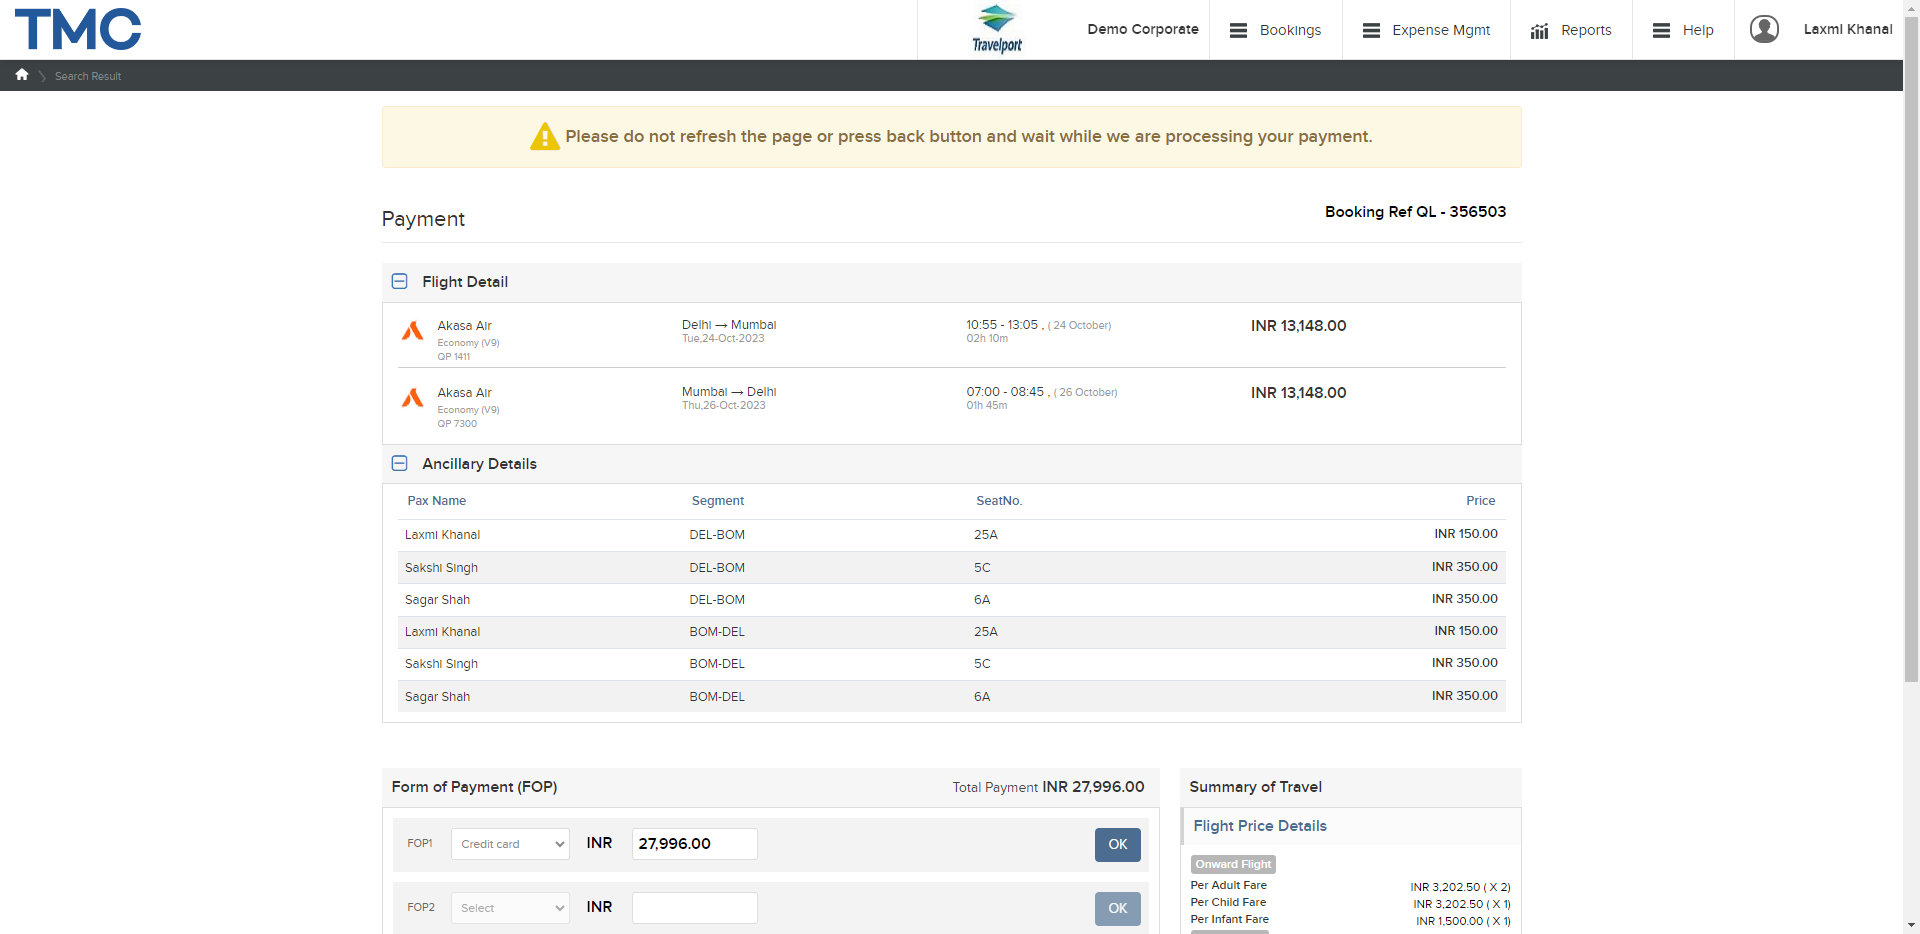 TMC
Travelport
Demo Corporate
Bookings
Expense Mgmt
Reports
Help
Laxmi Khanal
Search Result
Please do not refresh the page or press back button and wait while we are processing your payment.
Payment
Booking Ref QL - 356503
Flight Detail
Akasa Air
Economy (V9)
QP 1411
Delhi → Mumbai
Tue,24-Oct-2023
10:55 - 13:05 , ( 24 October)
02h 10m
INR 13,148.00
Akasa Air
Economy (V9)
QP 7300
Mumbai → Delhi
Thu,26-Oct-2023
07:00 - 08:45 , ( 26 October)
01h 45m
INR 13,148.00
Ancillary Details
Pax Name Segment SeatNo. Price
Laxmi Khanal DEL-BOM 25A INR 150.00
Sakshi Singh DEL-BOM 5C INR 350.00
Sagar Shah DEL-BOM 6A INR 350.00
Laxmi Khanal BOM-DEL 25A INR 150.00
Sakshi Singh BOM-DEL 5C INR 350.00
Sagar Shah BOM-DEL 6A INR 350.00
Form of Payment (FOP) Total Payment INR 27,996.00
FOP1 Credit card INR 27,996.00 OK
FOP2 Select INR OK
Summary of Travel
Flight Price Details
Onward Flight
Per Adult Fare INR 3,202.50 ( X 2)
Per Child Fare INR 3,202.50 ( X 1)
Per Infant Fare INR 1,500.00 ( X 1)